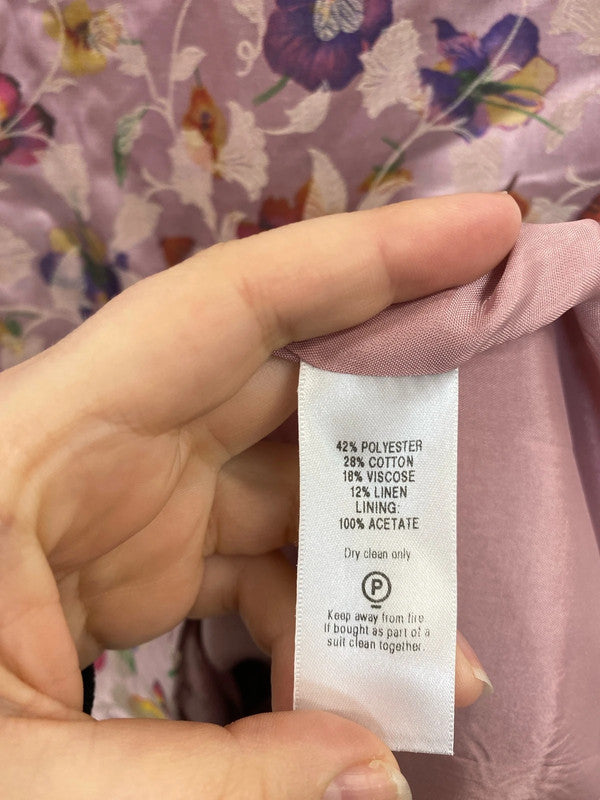 42% POLYESTER
28% COTTON
18% VISCOSE
12% LINEN
LINING:
100% ACETATE
Dry clean only
P
Keep away from fire
If bought as part of a
suit clean together.